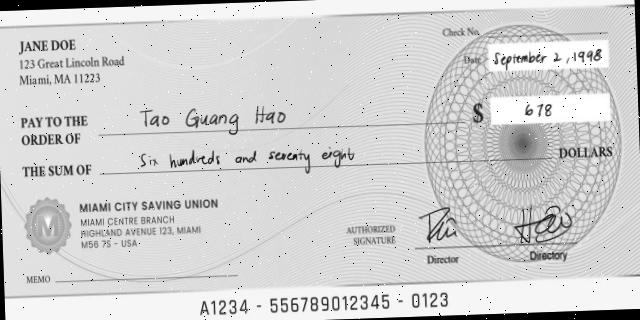 JANE DOE
123 Great Lincoln Road
Miami, MA 11223
Check No.
Date September 2, 1998
PAY TO THE
ORDER OF Tao Guang Hao
$ 678
THE SUM OF Six hundreds and seventy eight DOLLARS
MIAMI CITY SAVING UNION
MIAMI CENTRE BRANCH
HIGHLAND AVENUE 123, MIAMI
M56 75 - USA
M
AUTHORIZED
SIGNATURE
Director
Directory
MEMO
A1234 - 556789012345 - 0123